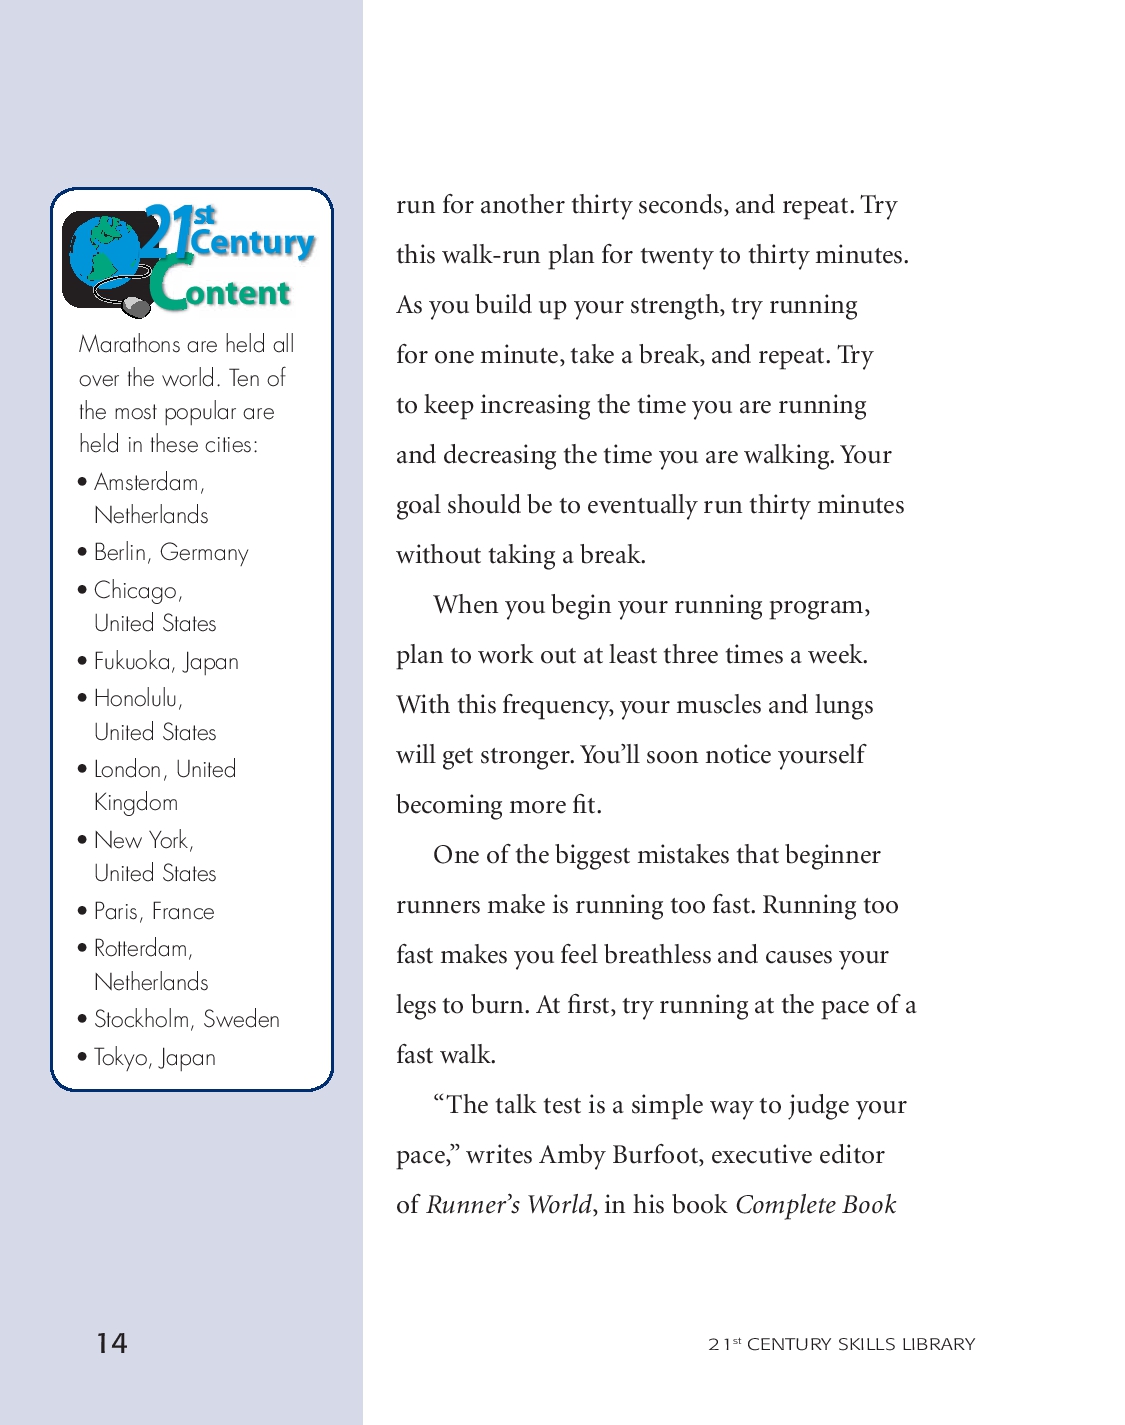 21st
Century
Content
Marathons are held all
over the world. Ten of
the most popular are
held in these cities:
• Amsterdam,
Netherlands
• Berlin, Germany
• Chicago,
United States
• Fukuoka, Japan
• Honolulu,
United States
• London, United
Kingdom
• New York,
United States
• Paris, France
• Rotterdam,
Netherlands
• Stockholm, Sweden
• Tokyo, Japan
run for another thirty seconds, and repeat. Try
this walk-run plan for twenty to thirty minutes.
As you build up your strength, try running
for one minute, take a break, and repeat. Try
to keep increasing the time you are running
and decreasing the time you are walking. Your
goal should be to eventually run thirty minutes
without taking a break.
When you begin your running program,
plan to work out at least three times a week.
With this frequency, your muscles and lungs
will get stronger. You’ll soon notice yourself
becoming more fit.
One of the biggest mistakes that beginner
runners make is running too fast. Running too
fast makes you feel breathless and causes your
legs to burn. At first, try running at the pace of a
fast walk.
“The talk test is a simple way to judge your
pace,” writes Amby Burfoot, executive editor
of Runner’s World, in his book Complete Book
14
21st CENTURY SKILLS LIBRARY